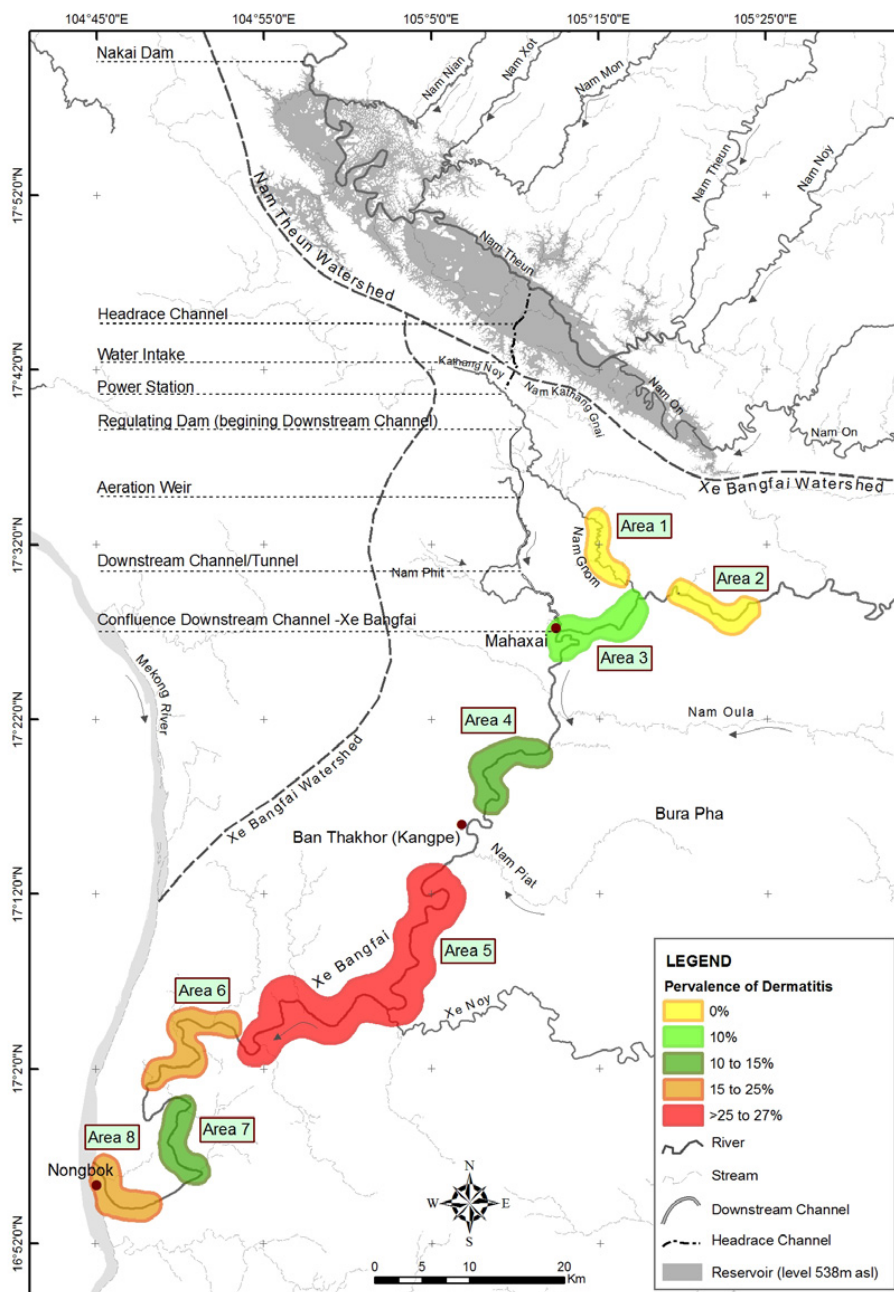 104°45'0"E
104°55'0"E
105°5'0"E
105°15'0"E
105°25'0"E
Nakai Dam
Nam Nian
Nam Xot
Nam Mon
Nam Theun
Nam Noy
17°52'0"N
Nam Theun Watershed
Nam Theun
Headrace Channel
Water Intake
Kathang Noy
17°42'0"N
Power Station
Nam Kathang Gnai
Nam On
Regulating Dam (begining Downstream Channel)
Nam On
Xe Bangfai Watershed
Aeration Weir
Area 1
17°32'0"N
Nam Gnom
Downstream Channel/Tunnel
Nam Phit
Area 2
Confluence Downstream Channel -Xe Bangfai
Mahaxai
Area 3
Mekong River
17°22'0"N
Area 4
Nam Oula
Xe Bangfai Watershed
Bura Pha
Ban Thakhor (Kangpe)
Nam Piat
17°12'0"N
Xe Bangfai
Area 5
Area 6
Xe Noy
17°2'0"N
Area 7
Area 8
Nongbok
16°52'0"N
N
W
E
S
0
5
10
20
Km
LEGEND
Pervalence of Dermatitis
0%
10%
10 to 15%
15 to 25%
>25 to 27%
River
Stream
Downstream Channel
Headrace Channel
Reservoir (level 538m asl)